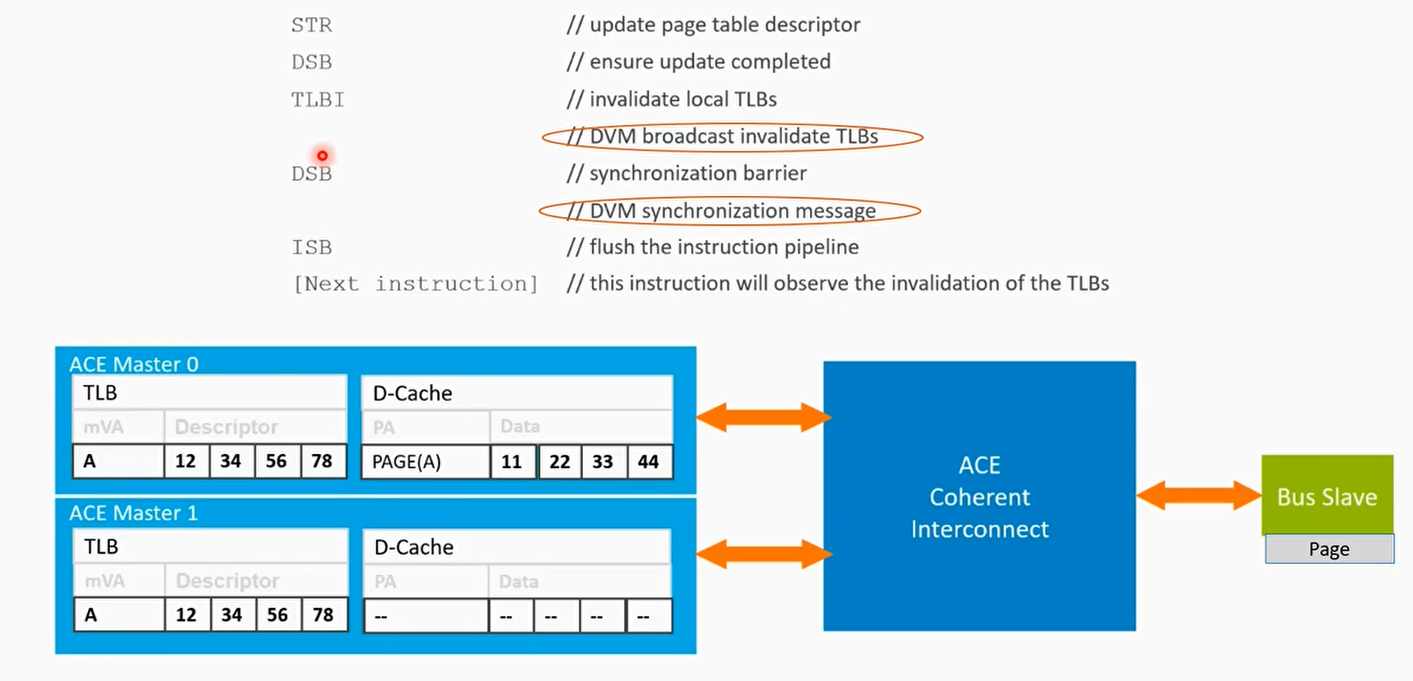 STR // update page table descriptor
DSB // ensure update completed
TLBI // invalidate local TLBs
// DVM broadcast invalidate TLBs
DSB // synchronization barrier
// DVM synchronization message
ISB // flush the instruction pipeline
[Next instruction] // this instruction will observe the invalidation of the TLBs
ACE Master 0
TLB D-Cache
mVA Descriptor PA Data
A 12 34 56 78 PAGE(A) 11 22 33 44
ACE Master 1
TLB D-Cache
mVA Descriptor PA Data
A 12 34 56 78 -- -- -- -- --
ACE
Coherent
Interconnect
Bus Slave
Page